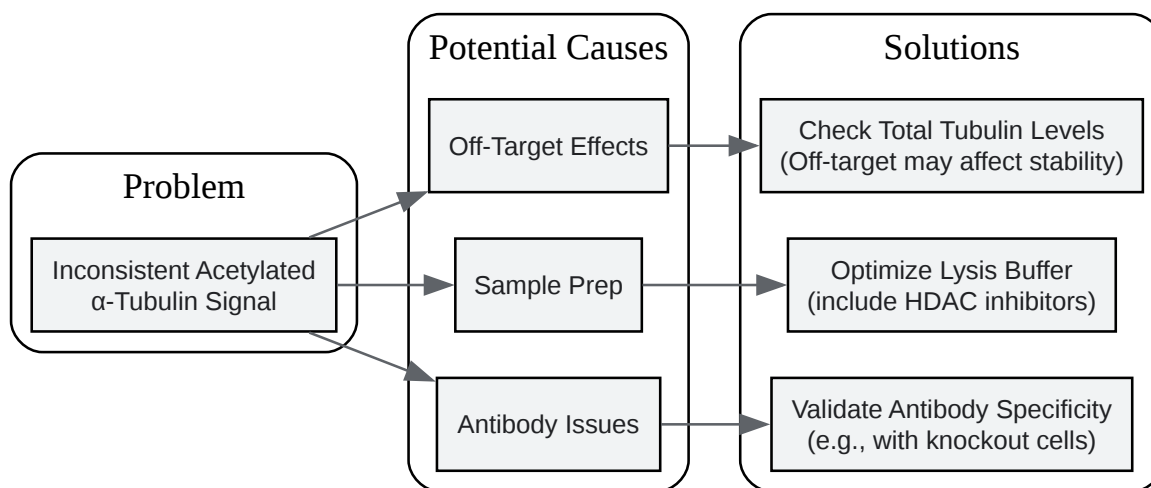 Problem
Inconsistent Acetylated
α-Tubulin Signal
Potential Causes
Off-Target Effects
Sample Prep
Antibody Issues
Solutions
Check Total Tubulin Levels
(Off-target may affect stability)
Optimize Lysis Buffer
(include HDAC inhibitors)
Validate Antibody Specificity
(e.g., with knockout cells)